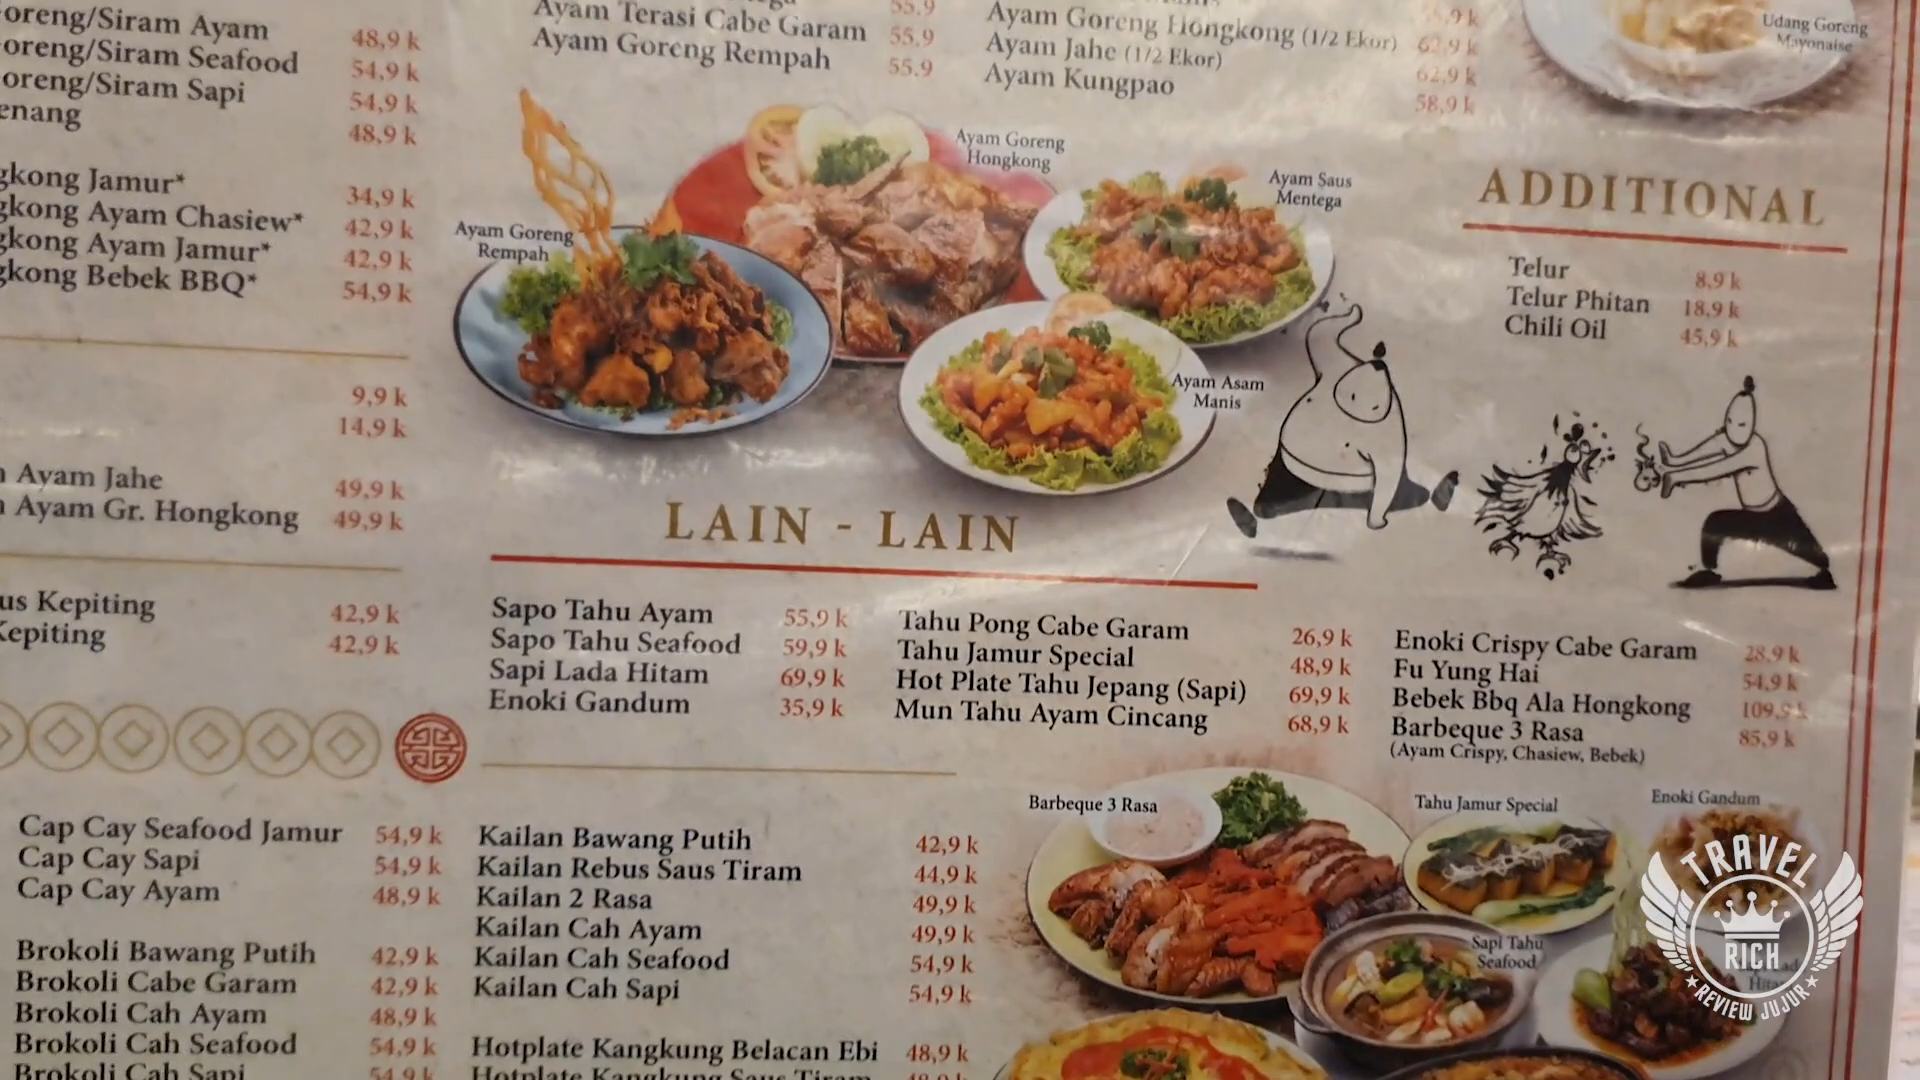 oreng/Siram Ayam 48,9 k
oreng/Siram Seafood 54,9 k
oreng/Siram Sapi 54,9 k
enang 48,9 k
gkong Jamur* 34,9 k
gkong Ayam Chasiew* 42,9 k
gkong Ayam Jamur* 42,9 k
gkong Bebek BBQ* 54,9 k
9,9 k
14,9 k
Ayam Jahe 49,9 k
Ayam Gr. Hongkong 49,9 k
us Kepiting 42,9 k
Kepiting 42,9 k
Ayam Terasi Cabe Garam 55.9
Ayam Goreng Rempah 55.9
55.9
Ayam Goreng Hongkong (1/2 Ekor) 62,9 k
Ayam Jahe (1/2 Ekor) 62,9 k
Ayam Kungpao 58,9 k
Udang Goreng
Mayonaise
Ayam Goreng
Rempah
Ayam Goreng
Hongkong
Ayam Saus
Mentega
Ayam Asam
Manis
ADDITIONAL
Telur 8,9 k
Telur Phitan 18,9 k
Chili Oil 45,9 k
LAIN - LAIN
Sapo Tahu Ayam 55,9 k
Sapo Tahu Seafood 59,9 k
Sapi Lada Hitam 69,9 k
Enoki Gandum 35,9 k
Tahu Pong Cabe Garam 26,9 k
Tahu Jamur Special 48,9 k
Hot Plate Tahu Jepang (Sapi) 69,9 k
Mun Tahu Ayam Cincang 68,9 k
Enoki Crispy Cabe Garam 28,9 k
Fu Yung Hai 54,9 k
Bebek Bbq Ala Hongkong 109,9 k
Barbeque 3 Rasa 85,9 k
(Ayam Crispy, Chasiew, Bebek)
Cap Cay Seafood Jamur 54,9 k
Cap Cay Sapi 54,9 k
Cap Cay Ayam 48,9 k
Brokoli Bawang Putih 42,9 k
Brokoli Cabe Garam 42,9 k
Brokoli Cah Ayam 48,9 k
Brokoli Cah Seafood 54,9 k
Brokoli Cah Sapi 54,9 k
Kailan Bawang Putih 42,9 k
Kailan Rebus Saus Tiram 44,9 k
Kailan 2 Rasa 49,9 k
Kailan Cah Ayam 49,9 k
Kailan Cah Seafood 54,9 k
Kailan Cah Sapi 54,9 k
Hotplate Kangkung Belacan Ebi 48,9 k
Hotplate Kangkung Saus Tiram
Barbeque 3 Rasa
Tahu Jamur Special
Enoki Gandum
Sapi Tahu
Seafood
TRAVEL
RICH
REVIEW JUJUR